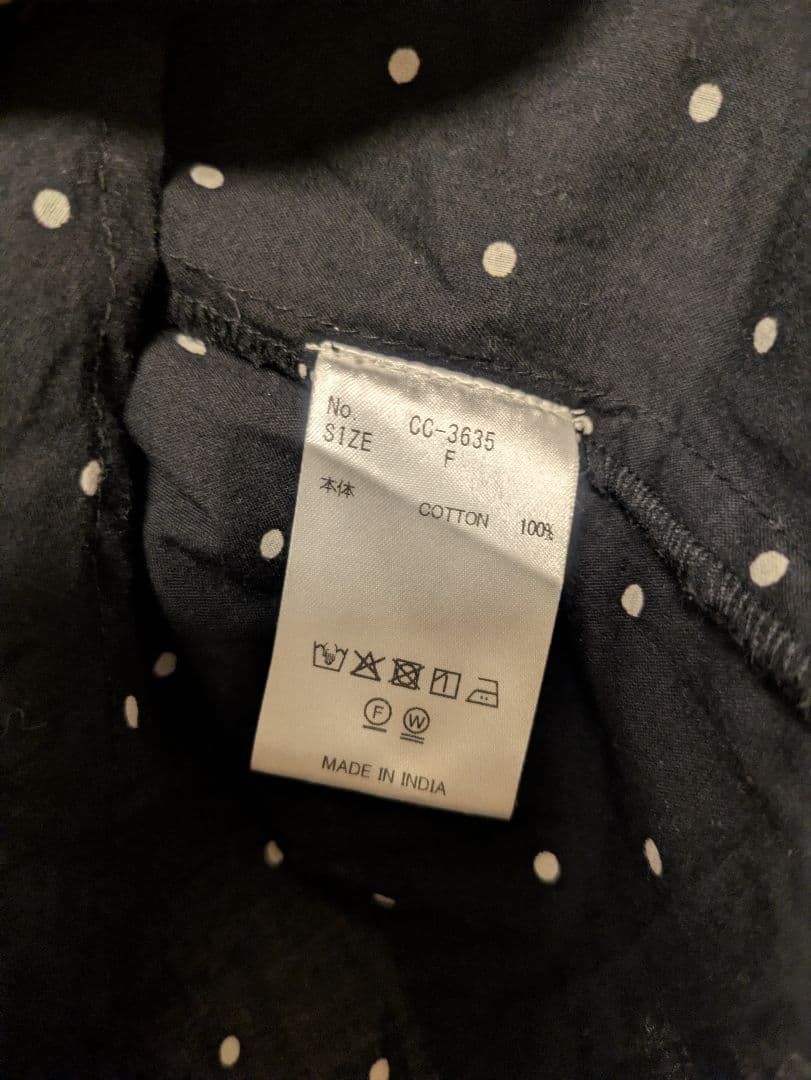 No. CC-3635
SIZE F
本体 COTTON 100%
F W
MADE IN INDIA